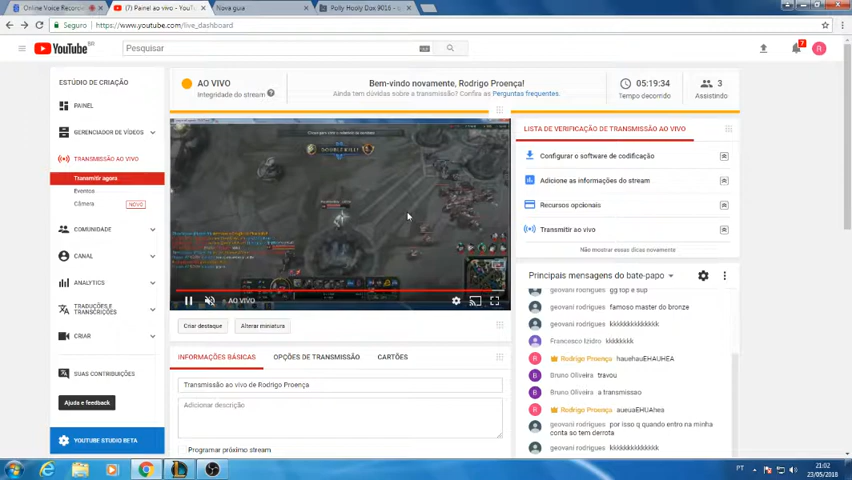 Online Voice Recorder
(7) Painel ao vivo - YouTube
Nova guia
Polly Hooly Dox 9016 -
Seguro https://www.youtube.com/live_dashboard
YouTube BR
Pesquisar
7
R
ESTÚDIO DE CRIAÇÃO
PAINEL
GERENCIADOR DE VÍDEOS
TRANSMISSÃO AO VIVO
Transmitir agora
Eventos
Câmera NOVO
COMUNIDADE
CANAL
ANALYTICS
TRADUÇÕES E TRANSCRIÇÕES
CRIAR
SUAS CONTRIBUIÇÕES
Ajuda e feedback
YOUTUBE STUDIO BETA
AO VIVO
Integridade do stream
Bem-vindo novamente, Rodrigo Proença!
Ainda tem dúvidas sobre a transmissão? Confira as Perguntas frequentes.
05:19:34
Tempo decorrido
3
Assistindo
DOUBLE KILL!
AO VIVO
Criar destaque
Alterar miniatura
INFORMAÇÕES BÁSICAS
OPÇÕES DE TRANSMISSÃO
CARTÕES
Transmissão ao vivo de Rodrigo Proença
Adicionar descrição
Programar próximo stream
LISTA DE VERIFICAÇÃO DE TRANSMISSÃO AO VIVO
Configurar o software de codificação
Adicione as informações do stream
Recursos opcionais
Transmitir ao vivo
Não mostrar essas dicas novamente
Principais mensagens do bate-papo
geovani rodrigues gg top e sup
geovani rodrigues famoso master do bronze
geovani rodrigues kkkkkkkkkkkkk
Francesco Izidro kkkkkkkk
R Rodrigo Proença hauehauEHAUHEA
B Bruno Oliveira travou
B Bruno Oliveira a transmissao
R Rodrigo Proença aueuaEHUAhea
geovani rodrigues por isso q quando entro na minha
conta so tem derrota
geovani rodrigues kkkkkkkkkkkkk
PT
21:02
23/05/2018